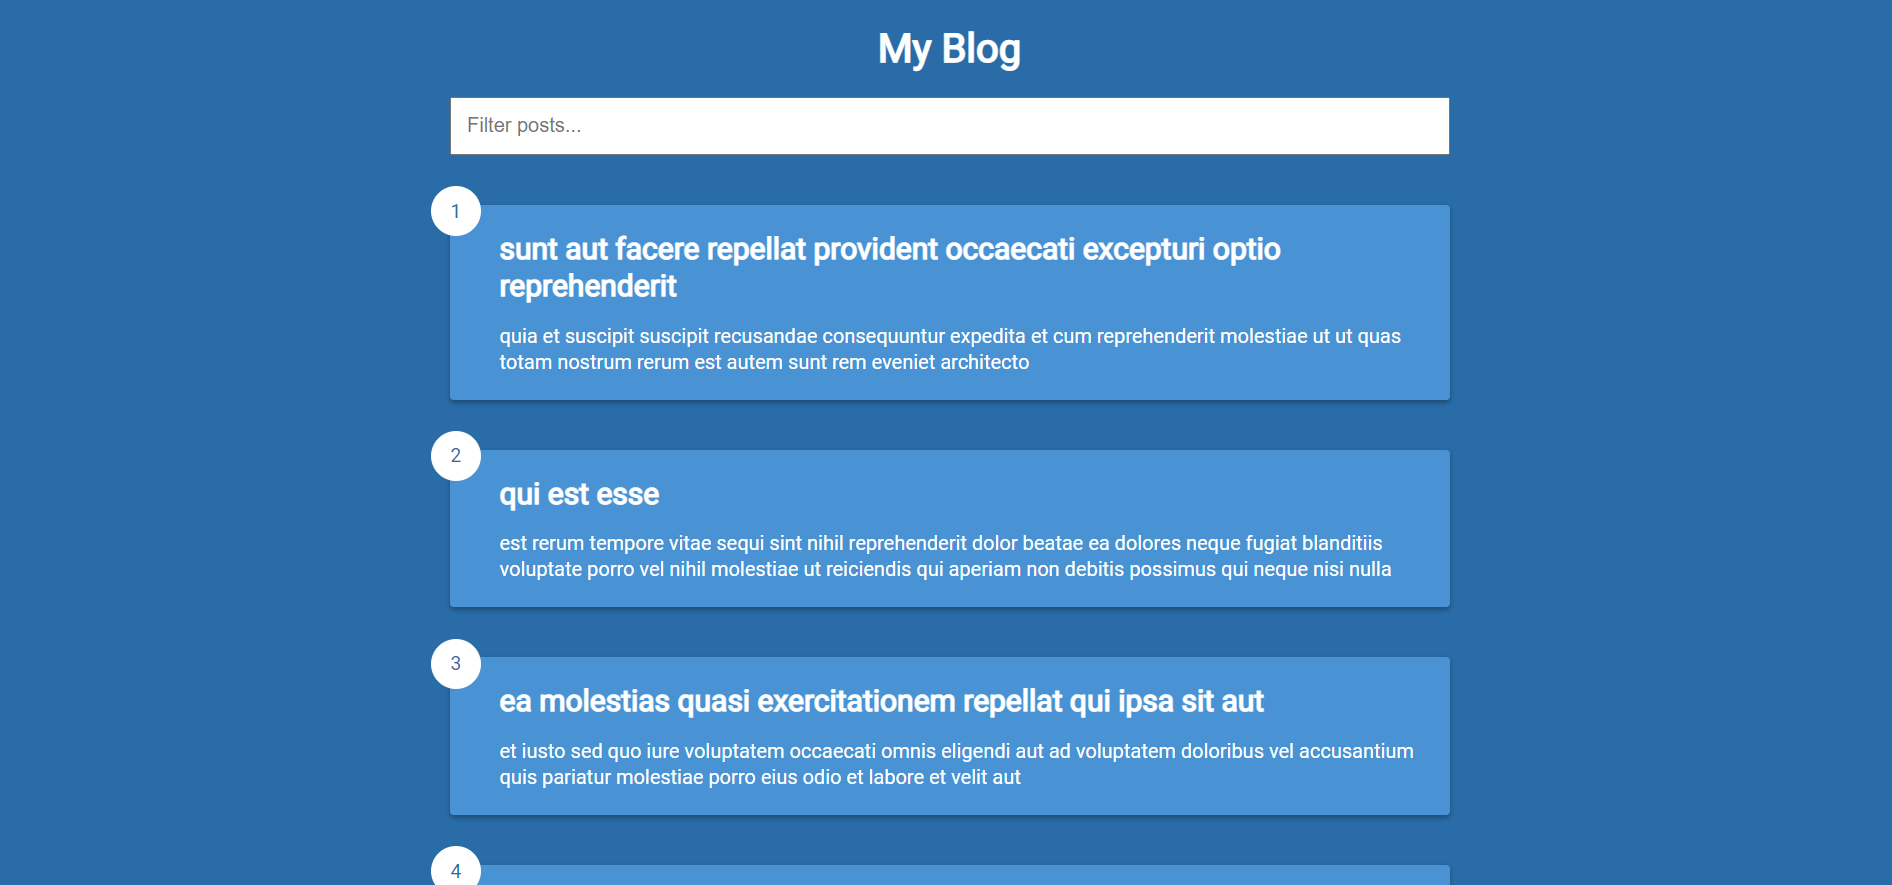 My Blog
Filter posts...
1
sunt aut facere repellat provident occaecati excepturi optio
reprehenderit
quia et suscipit suscipit recusandae consequuntur expedita et cum reprehenderit molestiae ut ut quas
totam nostrum rerum est autem sunt rem eveniet architecto
2
qui est esse
est rerum tempore vitae sequi sint nihil reprehenderit dolor beatae ea dolores neque fugiat blanditiis
voluptate porro vel nihil molestiae ut reiciendis qui aperiam non debitis possimus qui neque nisi nulla
3
ea molestias quasi exercitationem repellat qui ipsa sit aut
et iusto sed quo iure voluptatem occaecati omnis eligendi aut ad voluptatem doloribus vel accusantium
quis pariatur molestiae porro eius odio et labore et velit aut
4